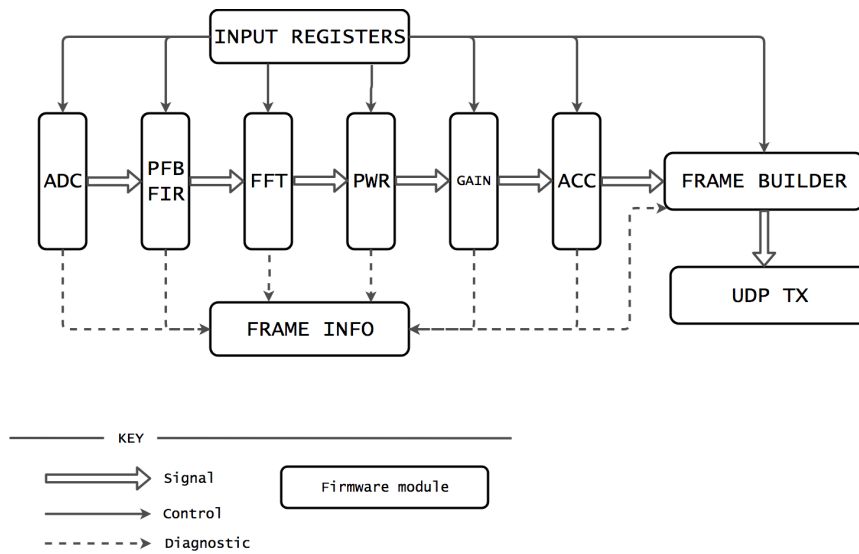 INPUT REGISTERS
ADC
PFB
FIR
FFT
PWR
GAIN
ACC
FRAME BUILDER
FRAME INFO
UDP TX
KEY
Signal
Firmware module
Control
Diagnostic